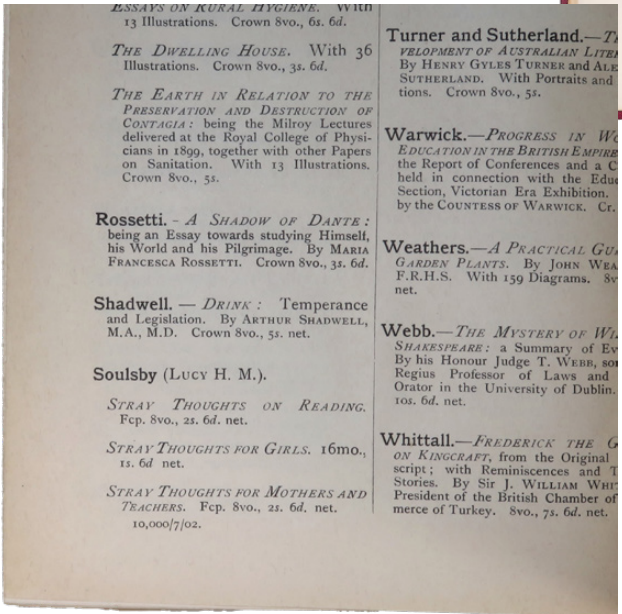 ESSAYS ON RURAL HYGIENE. With
13 Illustrations. Crown 8vo., 6s. 6d.
THE DWELLING HOUSE. With 36
Illustrations. Crown 8vo., 3s. 6d.
THE EARTH IN RELATION TO THE
PRESERVATION AND DESTRUCTION OF
CONTAGIA: being the Milroy Lectures
delivered at the Royal College of Physi-
cians in 1899, together with other Papers
on Sanitation. With 13 Illustrations.
Crown 8vo., 5s.
Rossetti. - A SHADOW OF DANTE:
being an Essay towards studying Himself,
his World and his Pilgrimage. By MARIA
FRANCESCA ROSSETTI. Crown 8vo., 3s. 6d.
Shadwell. — DRINK: Temperance
and Legislation. By ARTHUR SHADWELL,
M.A., M.D. Crown 8vo., 5s. net.
Soulsby (LUCY H. M.).
STRAY THOUGHTS ON READING.
Fcp. 8vo., 2s. 6d. net.
STRAY THOUGHTS FOR GIRLS. 16mo.,
1s. 6d net.
STRAY THOUGHTS FOR MOTHERS AND
TEACHERS. Fcp. 8vo., 2s. 6d. net.
10,000/7/02.
Turner and Sutherland.—
VELOPMENT OF AUSTRALIAN
By HENRY GYLES TURNER and
SUTHERLAND. With Portraits and
tions. Crown 8vo., 5s.
Warwick.—PROGRESS IN
EDUCATION IN THE BRITISH EMPIRE
the Report of Conferences and a
held in connection with the
Section, Victorian Era Exhibition.
by the COUNTESS OF WARWICK. Cr.
Weathers.—A PRACTICAL
GARDEN PLANTS. By JOHN
F.R.H.S. With 159 Diagrams.
net.
Webb.—THE MYSTERY OF
SHAKESPEARE: a Summary of
By his Honour Judge T. WEBB,
Regius Professor of Laws and
Orator in the University of Dublin.
10s. 6d. net.
Whittall.—FREDERICK THE
ON KINGCRAFT, from the Original
script; with Reminiscences and
Stories. By Sir J. WILLIAM
President of the British Chamber of
merce of Turkey. 8vo., 7s. 6d. net.